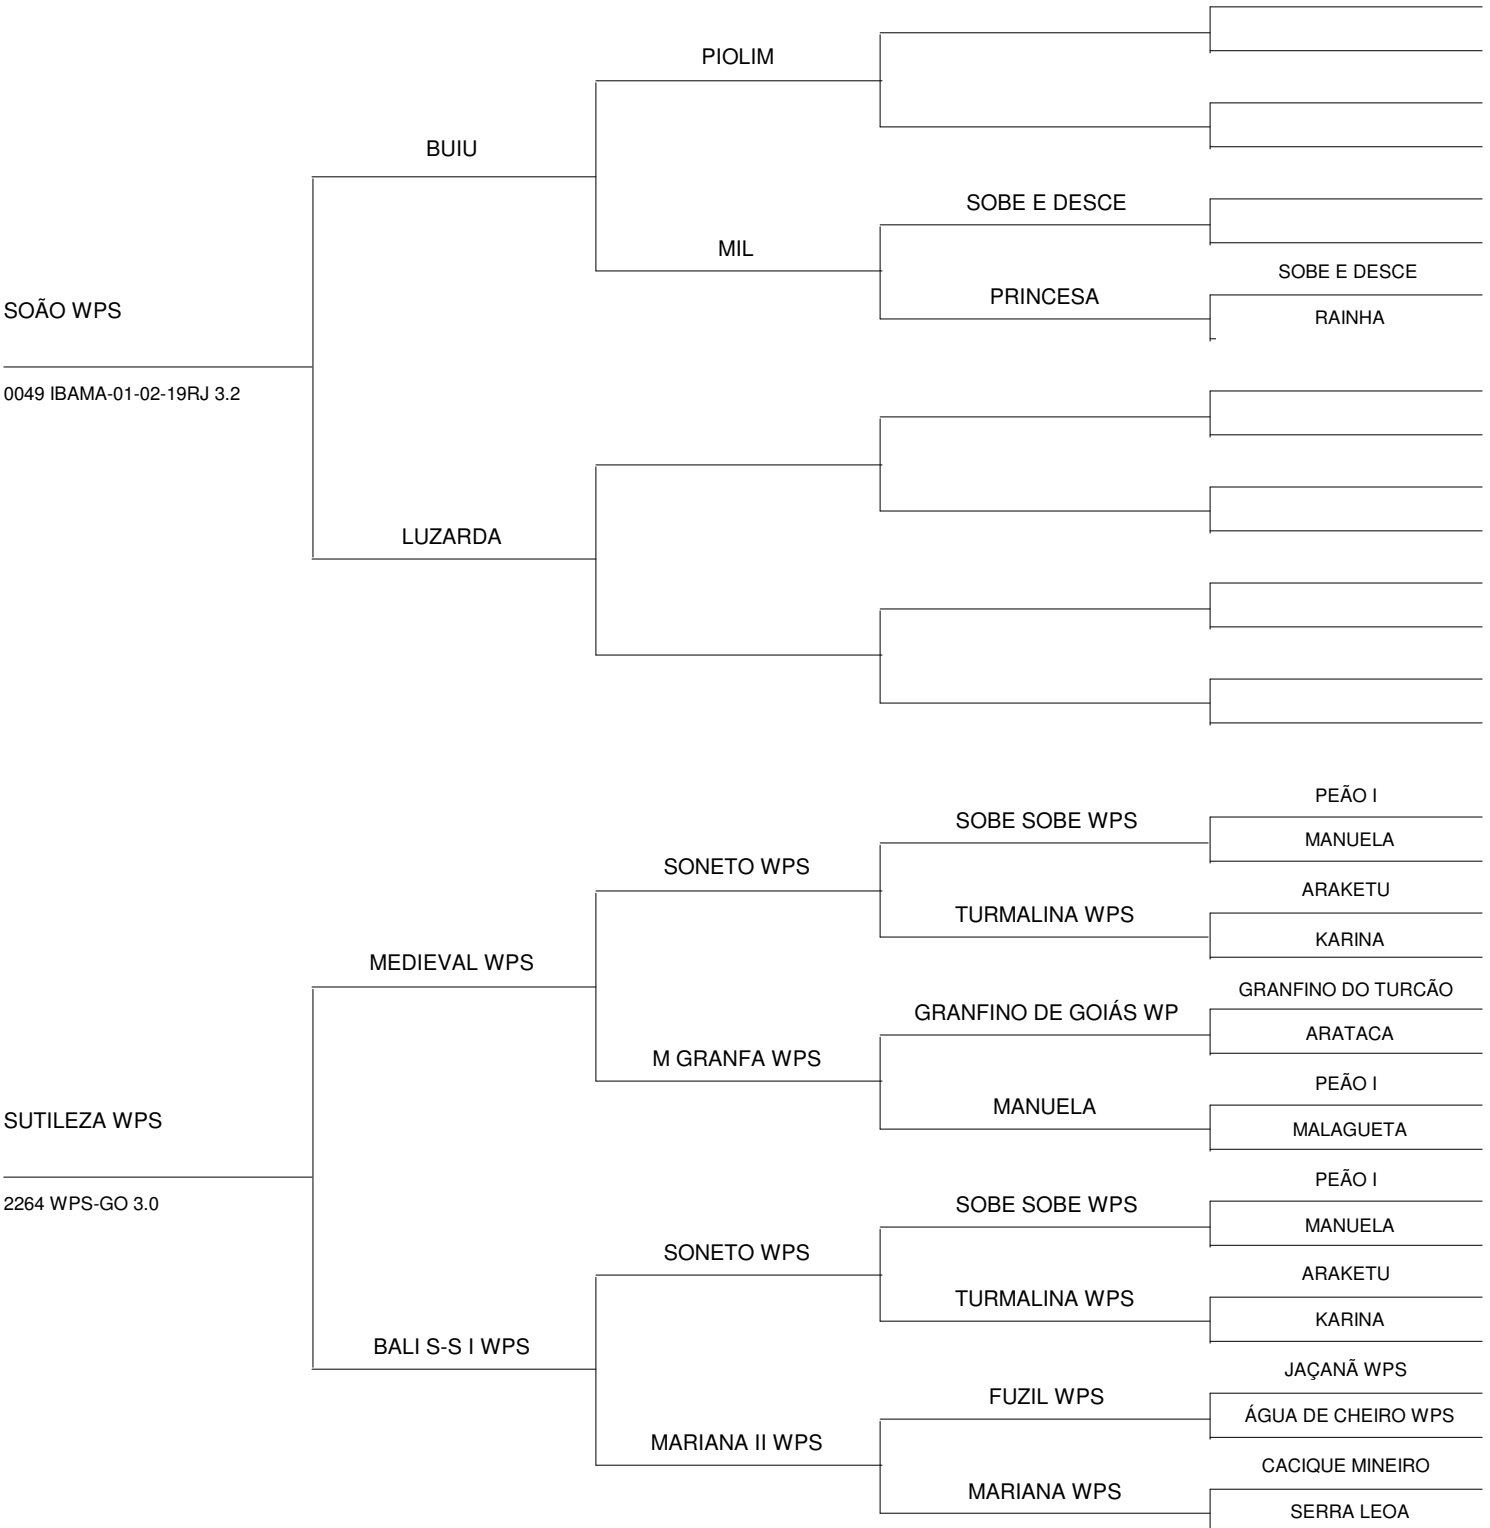 PIOLIM
BUIU
SOBE E DESCE
MIL
SOBE E DESCE
PRINCESA
RAINHA
SOÃO WPS
0049 IBAMA-01-02-19RJ 3.2
LUZARDA
PEÃO I
SOBE SOBE WPS
MANUELA
SONETO WPS
ARAKETU
TURMALINA WPS
KARINA
MEDIEVAL WPS
GRANFINO DO TURCÃO
GRANFINO DE GOIÁS WP
ARATACA
M GRANFA WPS
PEÃO I
MANUELA
MALAGUETA
SUTILEZA WPS
2264 WPS-GO 3.0
PEÃO I
SOBE SOBE WPS
MANUELA
SONETO WPS
ARAKETU
TURMALINA WPS
KARINA
BALI S-S I WPS
JAÇANÃ WPS
FUZIL WPS
ÁGUA DE CHEIRO WPS
MARIANA II WPS
CACIQUE MINEIRO
MARIANA WPS
SERRA LEOA